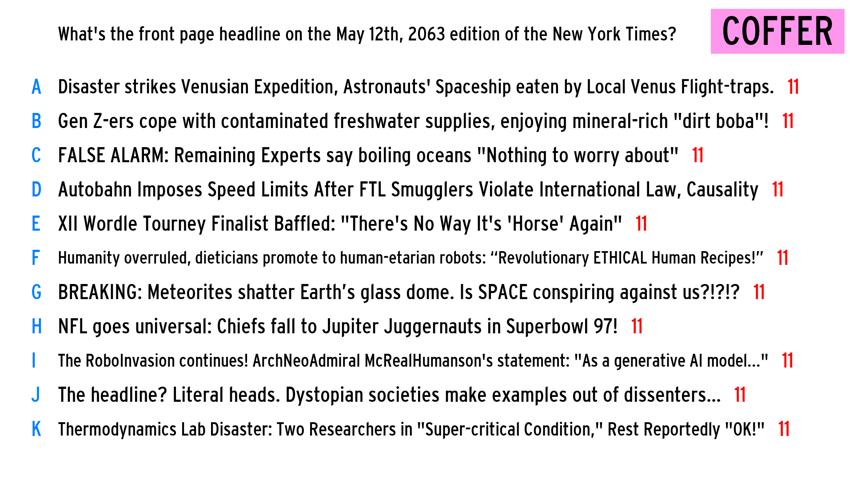 What's the front page headline on the May 12th, 2063 edition of the New York Times?
COFFER
A Disaster strikes Venusian Expedition, Astronauts' Spaceship eaten by Local Venus Flight-traps. 11
B Gen Z-ers cope with contaminated freshwater supplies, enjoying mineral-rich "dirt boba"! 11
C FALSE ALARM: Remaining Experts say boiling oceans "Nothing to worry about" 11
D Autobahn Imposes Speed Limits After FTL Smugglers Violate International Law, Causality 11
E XII Wordle Tourney Finalist Baffled: "There's No Way It's 'Horse' Again" 11
F Humanity overruled, dieticians promote to human-etarian robots: “Revolutionary ETHICAL Human Recipes!” 11
G BREAKING: Meteorites shatter Earth’s glass dome. Is SPACE conspiring against us?!?!? 11
H NFL goes universal: Chiefs fall to Jupiter Juggernauts in Superbowl 97! 11
I The RoboInvasion continues! ArchNeoAdmiral McRealHumanson's statement: "As a generative AI model..." 11
J The headline? Literal heads. Dystopian societies make examples out of dissenters... 11
K Thermodynamics Lab Disaster: Two Researchers in "Super-critical Condition," Rest Reportedly "OK!" 11